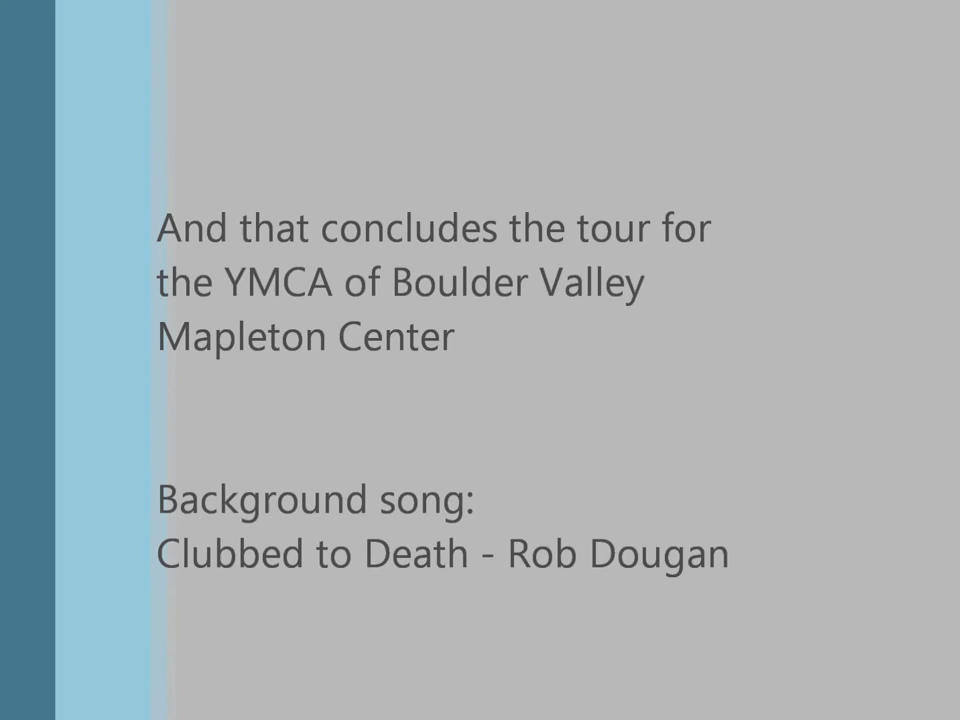 And that concludes the tour for
the YMCA of Boulder Valley
Mapleton Center
Background song:
Clubbed to Death - Rob Dougan